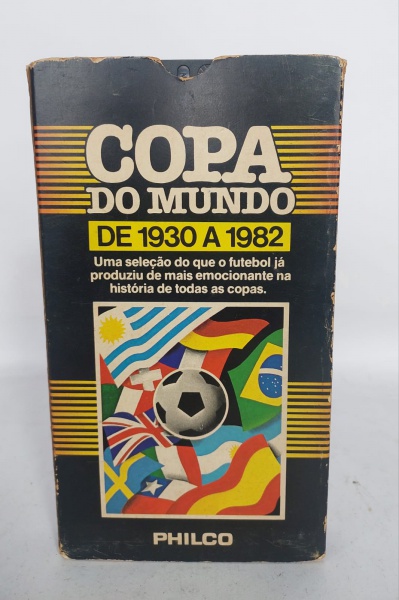 COPA
DO MUNDO
DE 1930 A 1982
Uma seleção do que o futebol já
produziu de mais emocionante na
história de todas as copas.
PHILCO